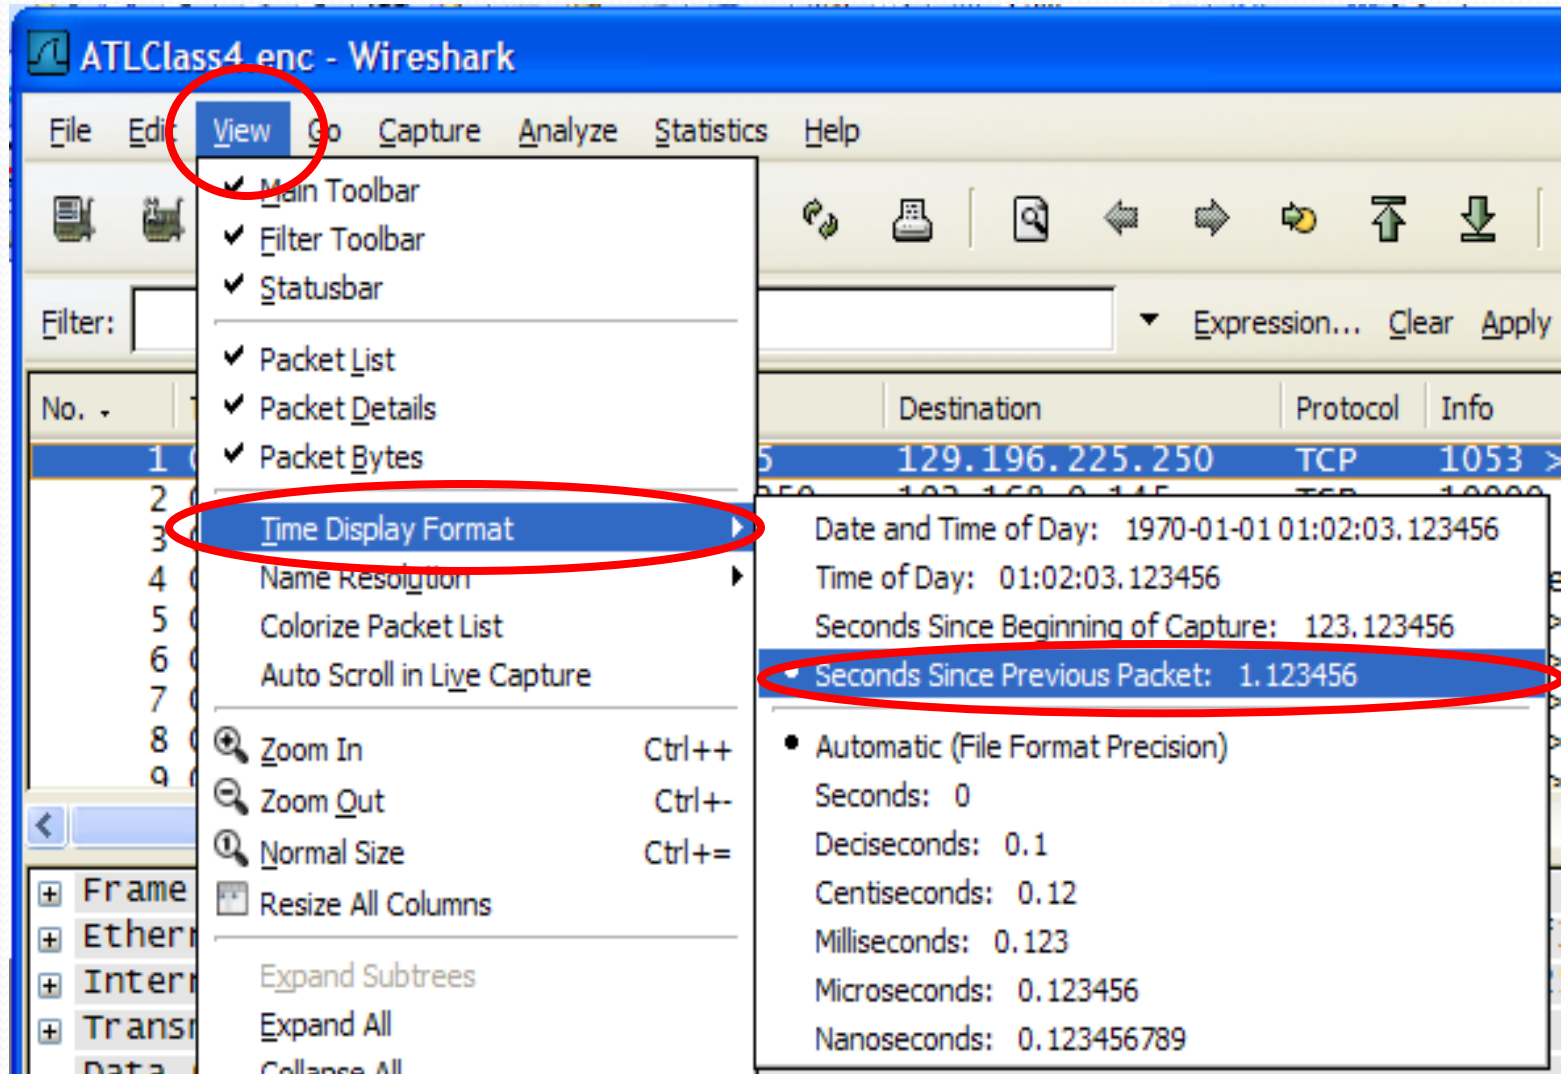 ATLClass4.enc - Wireshark
File Edit View Go Capture Analyze Statistics Help
Main Toolbar
Filter Toolbar
Statusbar
Filter: Expression... Clear Apply
Packet List
No. Packet Details Destination Protocol Info
Packet Bytes
1 129.196.225.250 TCP 1053 >
2
Time Display Format
3
Date and Time of Day: 1970-01-01 01:02:03.123456
Name Resolution
4
Time of Day: 01:02:03.123456
Colorize Packet List
5
Seconds Since Beginning of Capture: 123.123456
Auto Scroll in Live Capture
6
Seconds Since Previous Packet: 1.123456
7
8
Zoom In Ctrl++
Automatic (File Format Precision)
9
Zoom Out Ctrl+-
Seconds: 0
Normal Size Ctrl+=
Deciseconds: 0.1
Frame
Resize All Columns
Centiseconds: 0.12
Milliseconds: 0.123
Expand Subtrees
Microseconds: 0.123456
Expand All
Nanoseconds: 0.123456789
Data
Collapse All